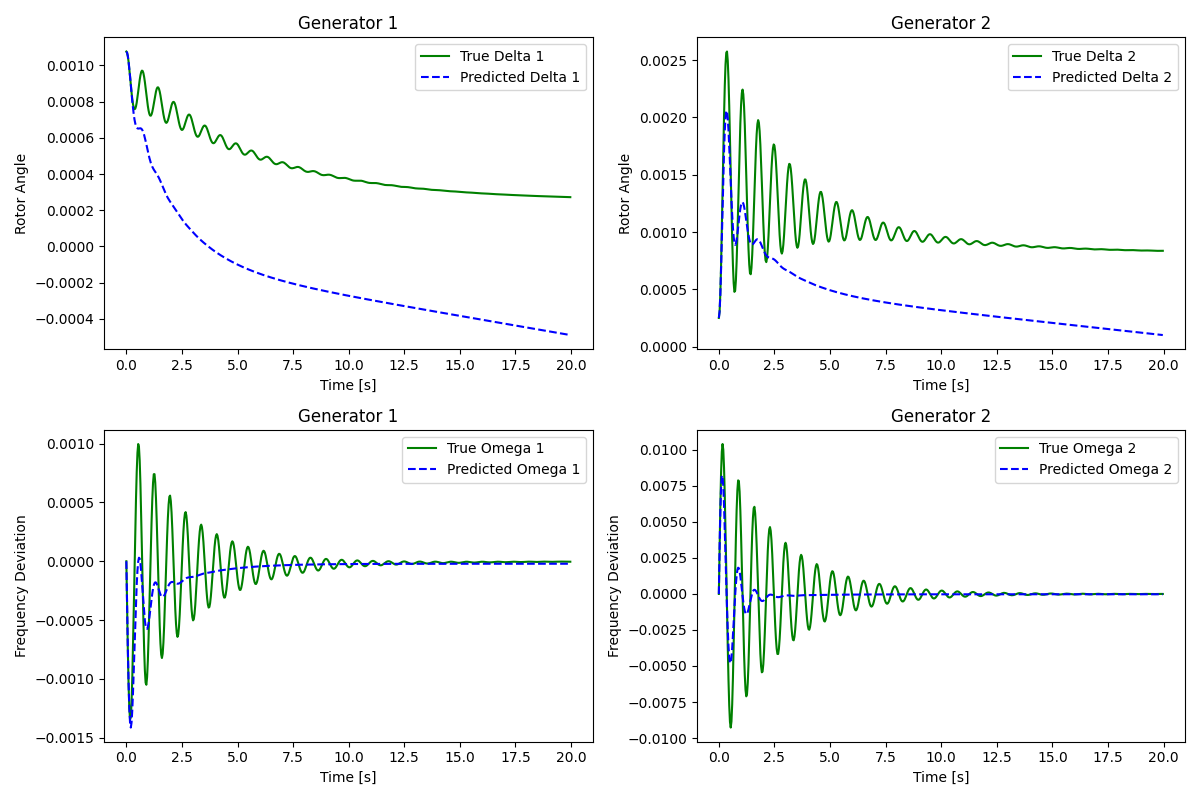 Generator 1
True Delta 1
Predicted Delta 1
Rotor Angle
0.0010
0.0008
0.0006
0.0004
0.0002
0.0000
−0.0002
−0.0004
0.0 2.5 5.0 7.5 10.0 12.5 15.0 17.5 20.0
Time [s]
Generator 2
True Delta 2
Predicted Delta 2
Rotor Angle
0.0025
0.0020
0.0015
0.0010
0.0005
0.0000
0.0 2.5 5.0 7.5 10.0 12.5 15.0 17.5 20.0
Time [s]
Generator 1
True Omega 1
Predicted Omega 1
Frequency Deviation
0.0010
0.0005
0.0000
−0.0005
−0.0010
−0.0015
0.0 2.5 5.0 7.5 10.0 12.5 15.0 17.5 20.0
Time [s]
Generator 2
True Omega 2
Predicted Omega 2
Frequency Deviation
0.0100
0.0075
0.0050
0.0025
0.0000
−0.0025
−0.0050
−0.0075
−0.0100
0.0 2.5 5.0 7.5 10.0 12.5 15.0 17.5 20.0
Time [s]